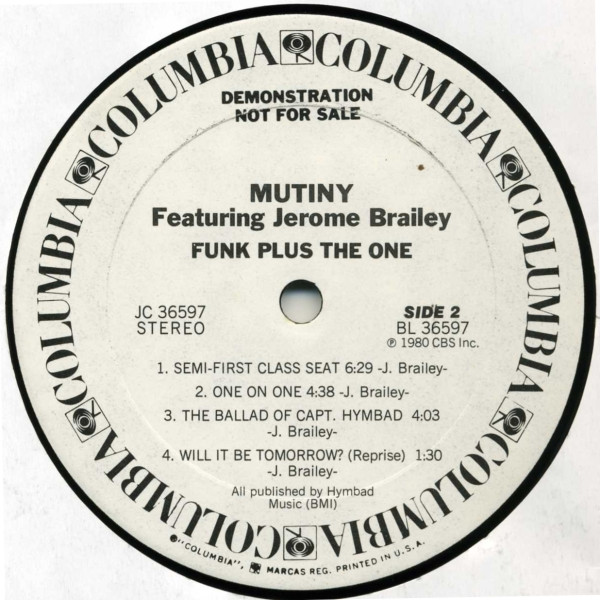 COLUMBIA COLUMBIA COLUMBIA COLUMBIA COLUMBIA COLUMBIA COLUMBIA COLUMBIA
DEMONSTRATION
NOT FOR SALE
MUTINY
Featuring Jerome Brailey
FUNK PLUS THE ONE
JC 36597
STEREO
SIDE 2
BL 36597
℗ 1980 CBS Inc.
1. SEMI-FIRST CLASS SEAT 6:29 -J. Brailey-
2. ONE ON ONE 4:38 -J. Brailey-
3. THE BALLAD OF CAPT. HYMBAD 4:03
-J. Brailey-
4. WILL IT BE TOMORROW? (Reprise) 1:30
-J. Brailey-
All published by Hymbad
Music (BMI)
®"COLUMBIA", MARCAS REG. PRINTED IN U.S.A.